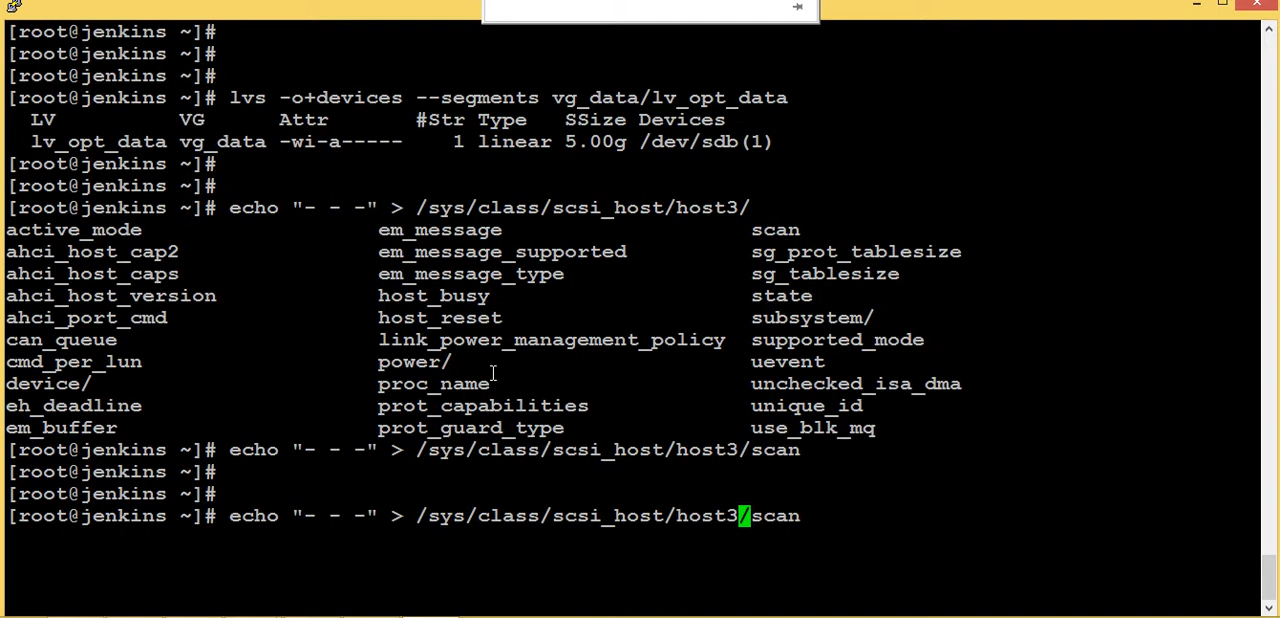 [root@jenkins ~]#
[root@jenkins ~]#
[root@jenkins ~]#
[root@jenkins ~]# lvs -o+devices --segments vg_data/lv_opt_data
  LV          VG      Attr       #Str Type   SSize Devices
  lv_opt_data vg_data -wi-a-----    1 linear 5.00g /dev/sdb(1)
[root@jenkins ~]#
[root@jenkins ~]#
[root@jenkins ~]# echo "- - -" > /sys/class/scsi_host/host3/
active_mode                   em_message                    scan
ahci_host_cap2                em_message_supported          sg_prot_tablesize
ahci_host_caps                em_message_type               sg_tablesize
ahci_host_version             host_busy                     state
ahci_port_cmd                 host_reset                    subsystem/
can_queue                     link_power_management_policy  supported_mode
cmd_per_lun                   power/                        uevent
device/                       proc_name                     unchecked_isa_dma
eh_deadline                   prot_capabilities             unique_id
em_buffer                     prot_guard_type               use_blk_mq
[root@jenkins ~]# echo "- - -" > /sys/class/scsi_host/host3/scan
[root@jenkins ~]#
[root@jenkins ~]#
[root@jenkins ~]# echo "- - -" > /sys/class/scsi_host/host3/scan